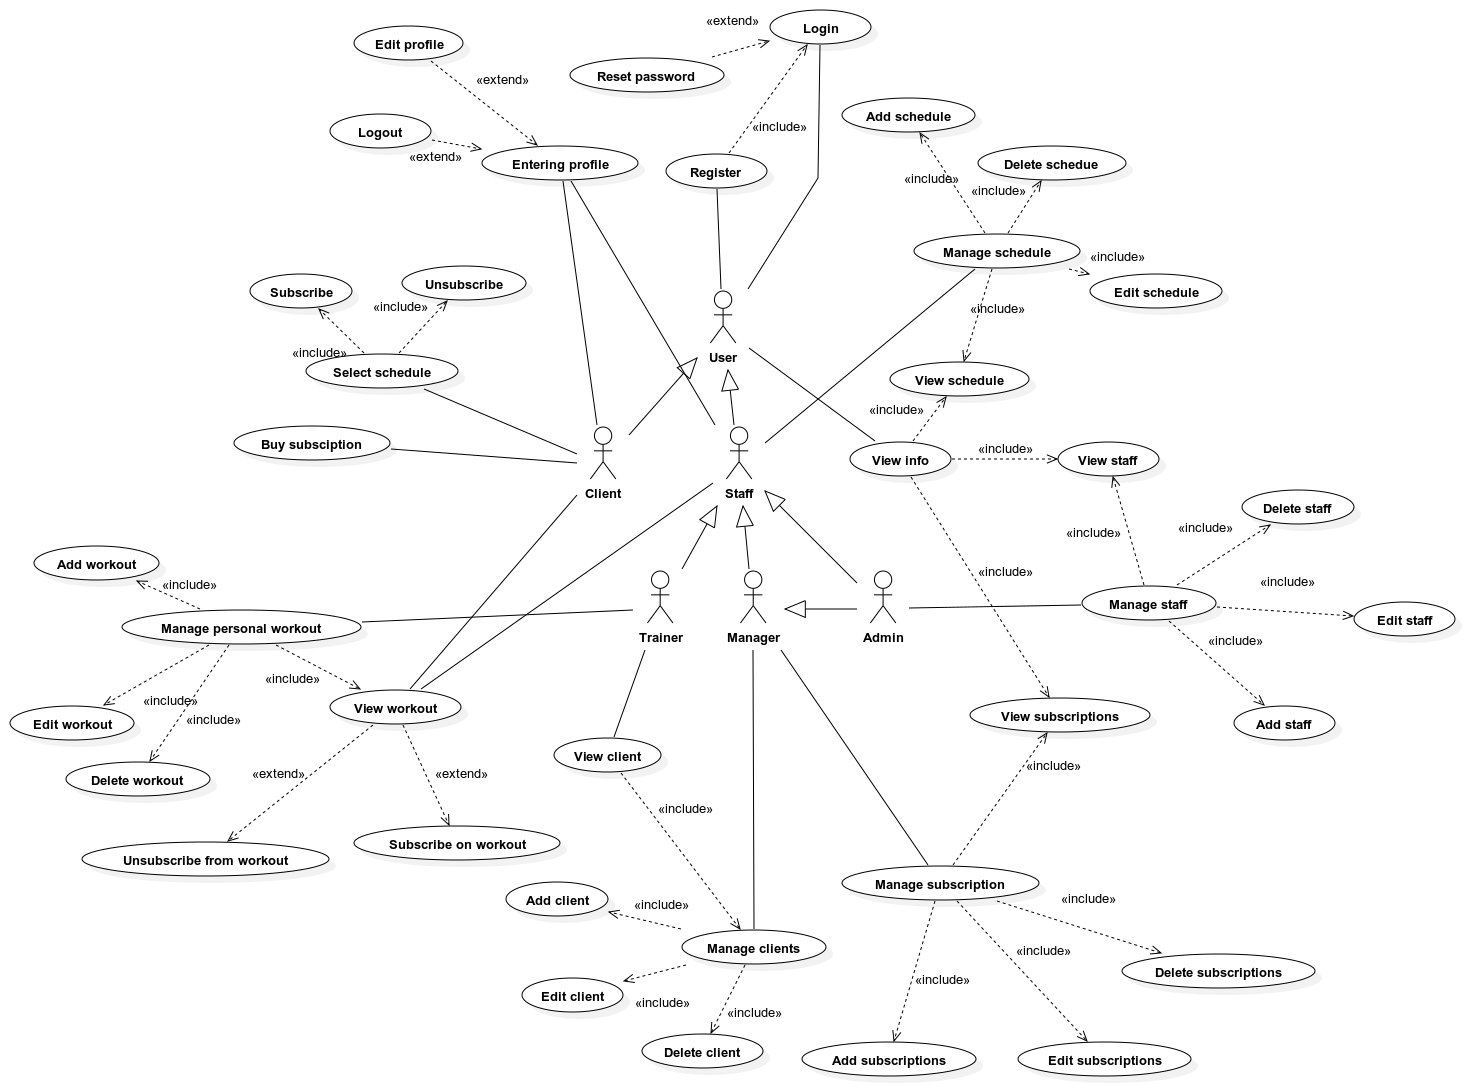 «extend»
Login
Edit profile
Reset password
«extend»
Add schedule
Logout
«include»
«extend»
Entering profile
Register
Delete schedue
«include»
«include»
Manage schedule
«include»
Subscribe
Unsubscribe
Edit schedule
«include»
«include»
«include»
User
Select schedule
View schedule
«include»
Buy subsciption
View info
«include»
View staff
Client
Staff
Delete staff
«include»
«include»
Add workout
«include»
«include»
«include»
Manage personal workout
Trainer
Manager
Admin
Manage staff
Edit staff
«include»
«include»
«include»
View workout
View subscriptions
Edit workout
«include»
Add staff
View client
«include»
Delete workout
«extend»
«extend»
«include»
Subscribe on workout
Unsubscribe from workout
Manage subscription
Add client
«include»
«include»
Manage clients
«include»
Delete subscriptions
«include»
Edit client
«include»
«include»
Delete client
Add subscriptions
Edit subscriptions